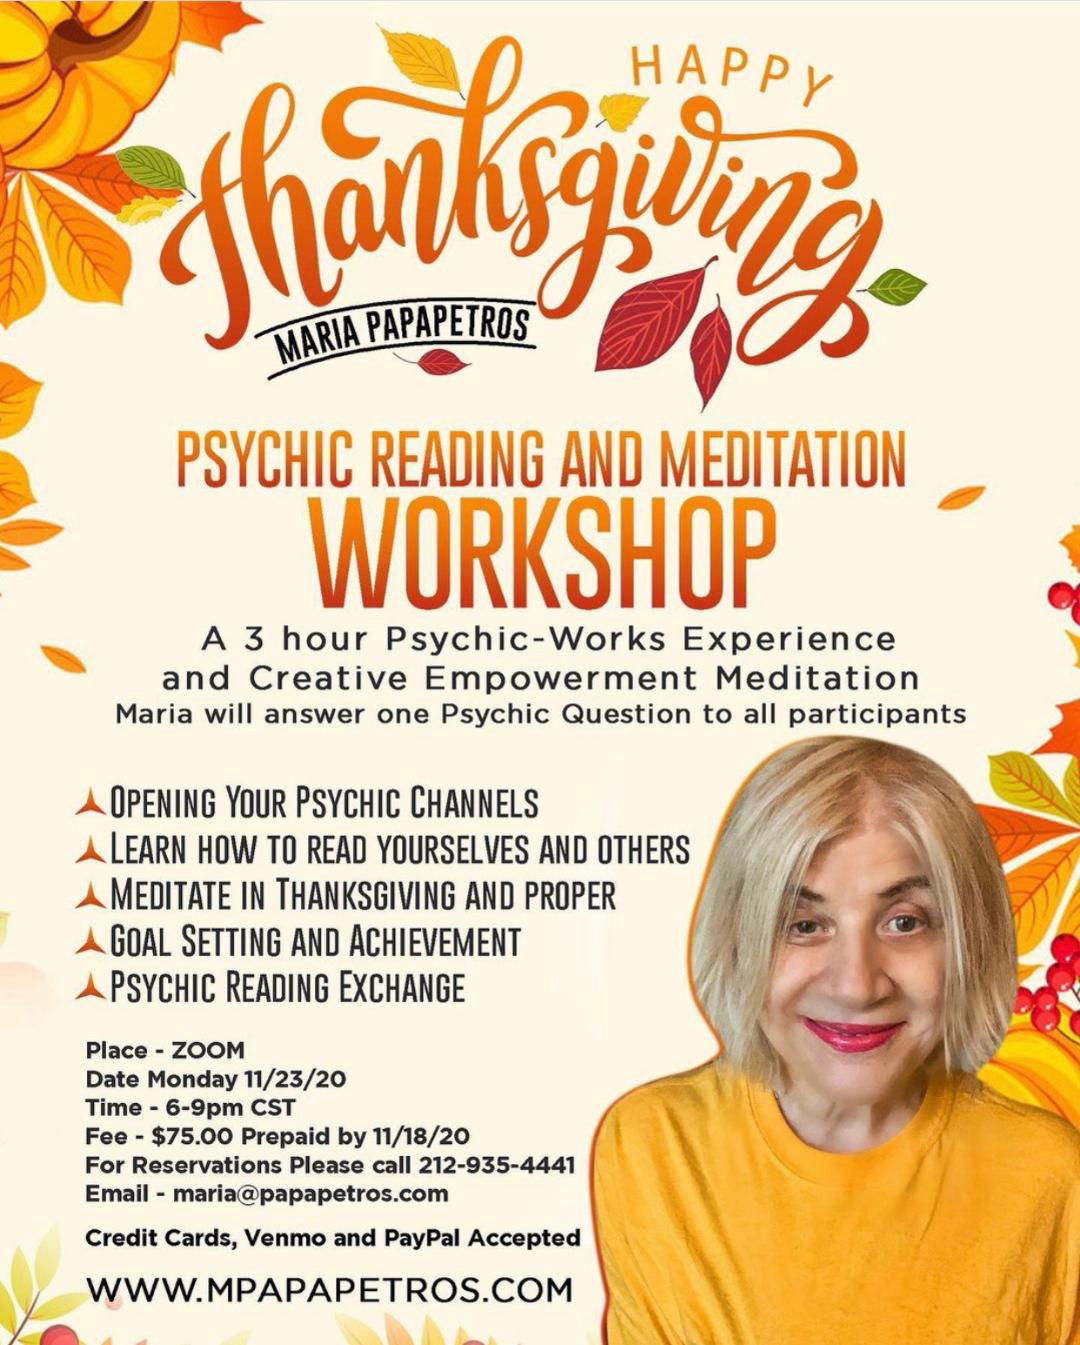 HAPPY
Thanksgiving
MARIA PAPAPETROS
PSYCHIC READING AND MEDITATION
WORKSHOP
A 3 hour Psychic-Works Experience
and Creative Empowerment Meditation
Maria will answer one Psychic Question to all participants
OPENING YOUR PSYCHIC CHANNELS
LEARN HOW TO READ YOURSELVES AND OTHERS
MEDITATE IN THANKSGIVING AND PROPER
GOAL SETTING AND ACHIEVEMENT
PSYCHIC READING EXCHANGE
Place - ZOOM
Date Monday 11/23/20
Time - 6-9pm CST
Fee - $75.00 Prepaid by 11/18/20
For Reservations Please call 212-935-4441
Email - maria@papapetros.com
Credit Cards, Venmo and PayPal Accepted
WWW.MPAPAPETROS.COM